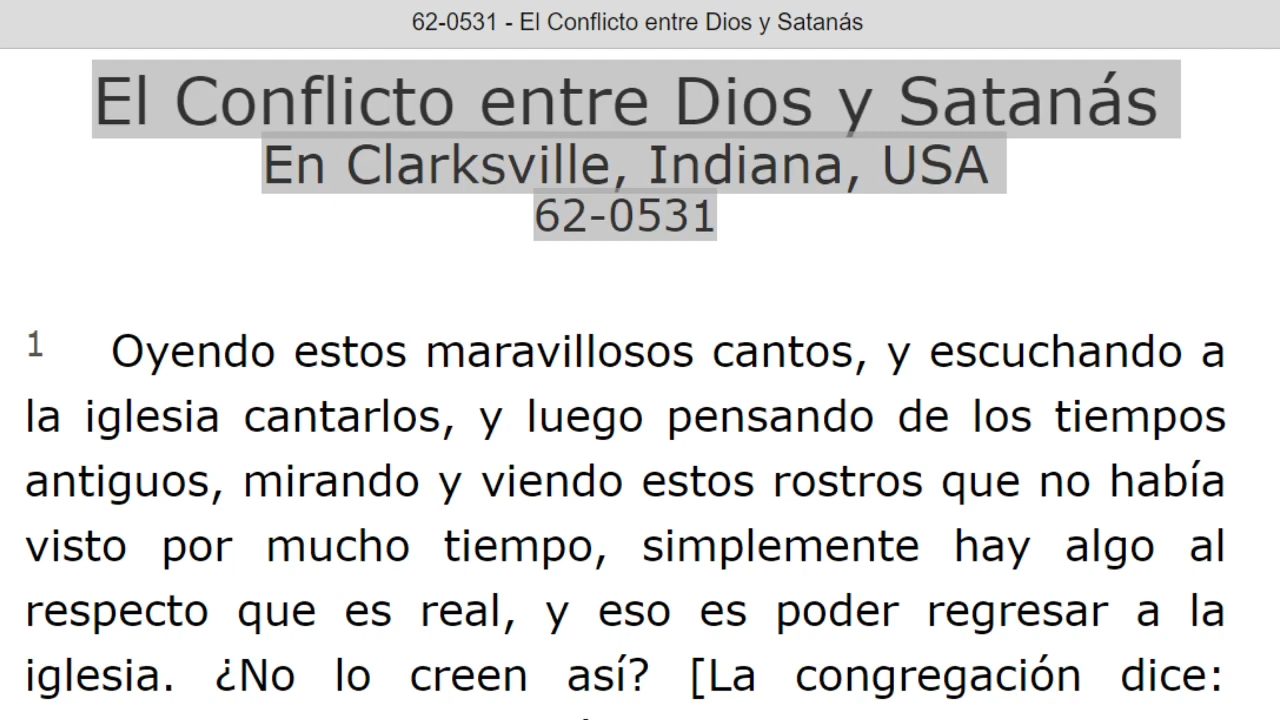 62-0531 - El Conflicto entre Dios y Satanás
El Conflicto entre Dios y Satanás
En Clarksville, Indiana, USA
62-0531
1 Oyendo estos maravillosos cantos, y escuchando a
la iglesia cantarlos, y luego pensando de los tiempos
antiguos, mirando y viendo estos rostros que no había
visto por mucho tiempo, simplemente hay algo al
respecto que es real, y eso es poder regresar a la
iglesia. ¿No lo creen así? [La congregación dice: